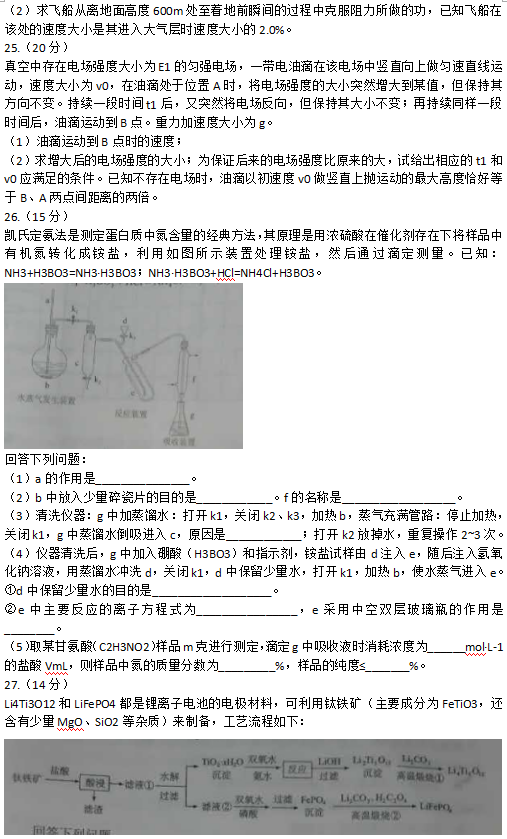 （2）求飞船从离地面高度 600m 处至着地前瞬间的过程中克服阻力所做的功，已知飞船在
该处的速度大小是其进入大气层时速度大小的 2.0%。
25.（20 分）
真空中存在电场强度大小为 E1 的匀强电场，一带电油滴在该电场中竖直向上做匀速直线运
动，速度大小为 v0，在油滴处于位置 A 时，将电场强度的大小突然增大到某值，但保持其
方向不变。持续一段时间 t1 后，又突然将电场反向，但保持其大小不变；再持续同样一段
时间后，油滴运动到 B 点。重力加速度大小为 g。
（1）油滴运动到 B 点时的速度；
（2）求增大后的电场强度的大小；为保证后来的电场强度比原来的大，试给出相应的 t1 和
v0 应满足的条件。已知不存在电场时，油滴以初速度 v0 做竖直上抛运动的最大高度恰好等
于 B、A 两点间距离的两倍。
26.（15 分）
凯氏定氨法是测定蛋白质中氮含量的经典方法，其原理是用浓硫酸在催化剂存在下将样品中
有机氮转化成铵盐，利用如图所示装置处理铵盐，然后通过滴定测量。已知：
NH3+H3BO3=NH3·H3BO3；NH3·H3BO3+HCl=NH4Cl+H3BO3。
a
k₁
d
k₂
b
c
k₃
e
f
g
水蒸气发生装置
反应装置
吸收装置
回答下列问题：
（1）a 的作用是_______________。
（2）b 中放入少量碎瓷片的目的是____________。f 的名称是__________________。
（3）清洗仪器：g 中加蒸馏水：打开 k1，关闭 k2、k3，加热 b，蒸气充满管路：停止加热，
关闭 k1，g 中蒸馏水倒吸进入 c，原因是____________；打开 k2 放掉水，重复操作 2~3 次。
（4）仪器清洗后，g 中加入硼酸（H3BO3）和指示剂，铵盐试样由 d 注入 e，随后注入氢氧
化钠溶液，用蒸馏水冲洗 d，关闭 k1，d 中保留少量水，打开 k1，加热 b，使水蒸气进入 e。
①d 中保留少量水的目的是___________________。
②e 中主要反应的离子方程式为________________，e 采用中空双层玻璃瓶的作用是
________。
（5）取某甘氨酸（C2H3NO2）样品 m 克进行测定，滴定 g 中吸收液时消耗浓度为______mol·L-1
的盐酸 VmL，则样品中氮的质量分数为_________%，样品的纯度≤_______%。
27.（14 分）
Li4Ti3O12 和 LiFePO4 都是锂离子电池的电极材料，可利用钛铁矿（主要成分为 FeTiO3，还
含有少量 MgO、SiO2 等杂质）来制备，工艺流程如下：
钛铁矿 盐酸 酸浸 滤液① 水解 过滤 滤渣
TiO₂·xH₂O 沉淀 双氧水 氨水 反应 LiOH 过滤 Li₂Ti₅O₁₅ 沉淀 Li₂CO₃ 高温煅烧① Li₄Ti₅O₁₂
滤液② 双氧水 磷酸 过滤 FePO₄ 沉淀 Li₂CO₃、H₂C₂O₄ 高温煅烧② LiFePO₄
回答下列问题